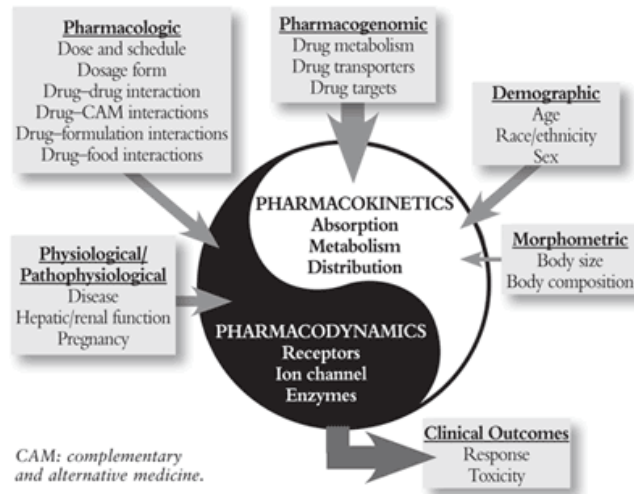 Pharmacologic
Dose and schedule
Dosage form
Drug–drug interaction
Drug–CAM interactions
Drug–formulation interactions
Drug–food interactions
Pharmacogenomic
Drug metabolism
Drug transporters
Drug targets
Demographic
Age
Race/ethnicity
Sex
PHARMACOKINETICS
Absorption
Metabolism
Distribution
Physiological/
Pathophysiological
Disease
Hepatic/renal function
Pregnancy
Morphometric
Body size
Body composition
PHARMACODYNAMICS
Receptors
Ion channel
Enzymes
CAM: complementary
and alternative medicine.
Clinical Outcomes
Response
Toxicity